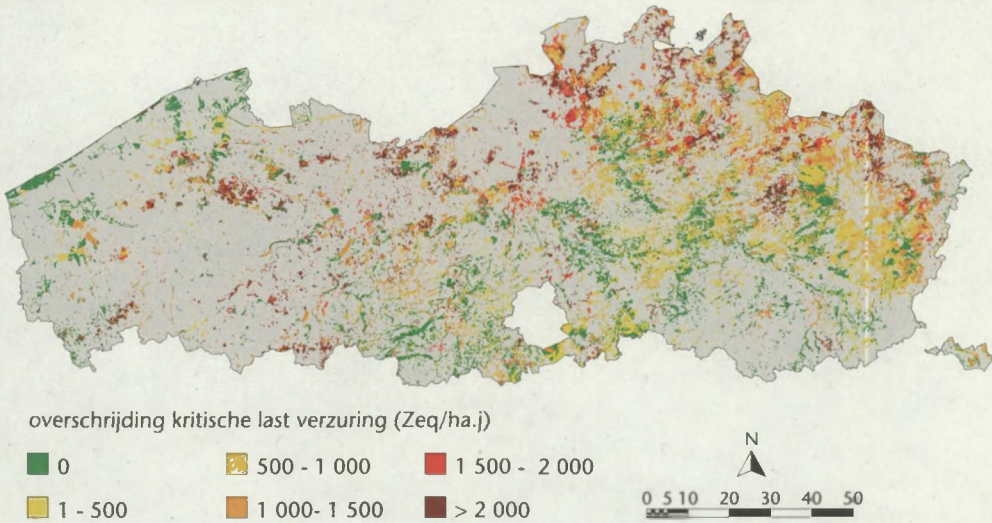 overschrijding kritische last verzuring (Zeq/ha.j)
0 500 - 1 000 1 500 - 2 000
1 - 500 1 000- 1 500 > 2 000
N
0 5 10 20 30 40 50